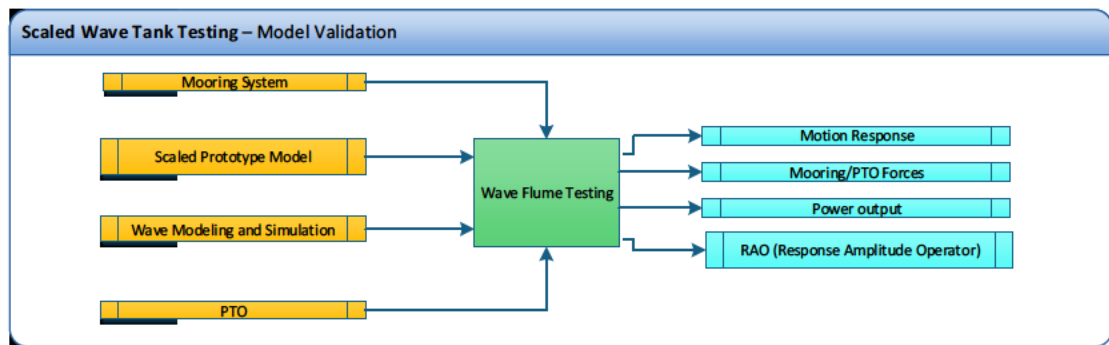 Scaled Wave Tank Testing – Model Validation
Mooring System
Scaled Prototype Model
Wave Modeling and Simulation
PTO
Wave Flume Testing
Motion Response
Mooring/PTO Forces
Power output
RAO (Response Amplitude Operator)